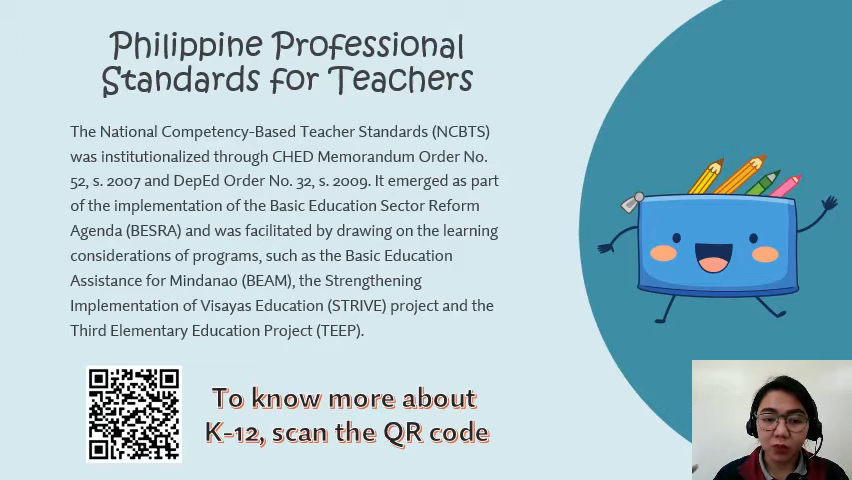 Philippine Professional
Standards for Teachers
The National Competency-Based Teacher Standards (NCBTS)
was institutionalized through CHED Memorandum Order No.
52, s. 2007 and DepEd Order No. 32, s. 2009. It emerged as part
of the implementation of the Basic Education Sector Reform
Agenda (BESRA) and was facilitated by drawing on the learning
considerations of programs, such as the Basic Education
Assistance for Mindanao (BEAM), the Strengthening
Implementation of Visayas Education (STRIVE) project and the
Third Elementary Education Project (TEEP).
To know more about
K-12, scan the QR code